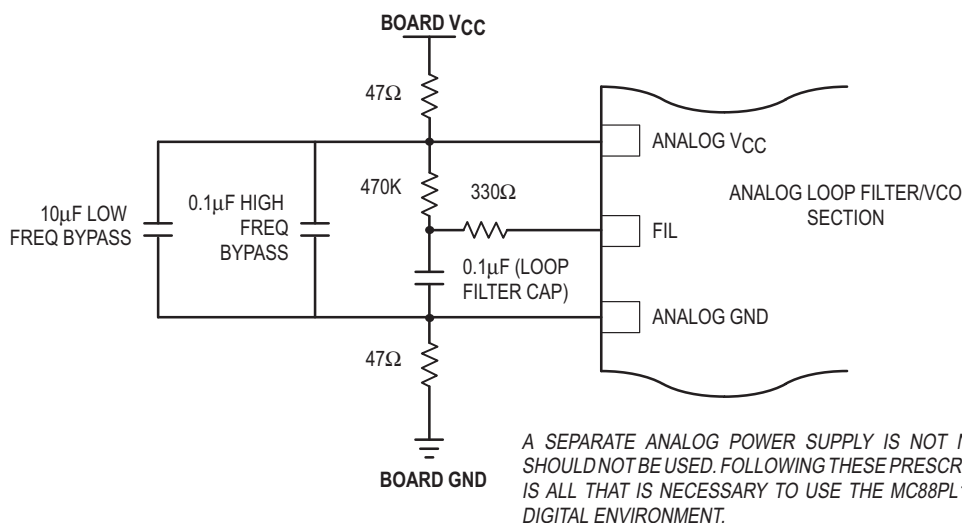 BOARD VCC
47Ω
ANALOG VCC
470K
330Ω
ANALOG LOOP FILTER/VCO
SECTION
10µF LOW
FREQ BYPASS
0.1µF HIGH
FREQ
BYPASS
FIL
0.1µF (LOOP
FILTER CAP)
ANALOG GND
47Ω
BOARD GND
A SEPARATE ANALOG POWER SUPPLY IS NOT
SHOULD NOT BE USED. FOLLOWING THESE
IS ALL THAT IS NECESSARY TO USE THE
DIGITAL ENVIRONMENT.